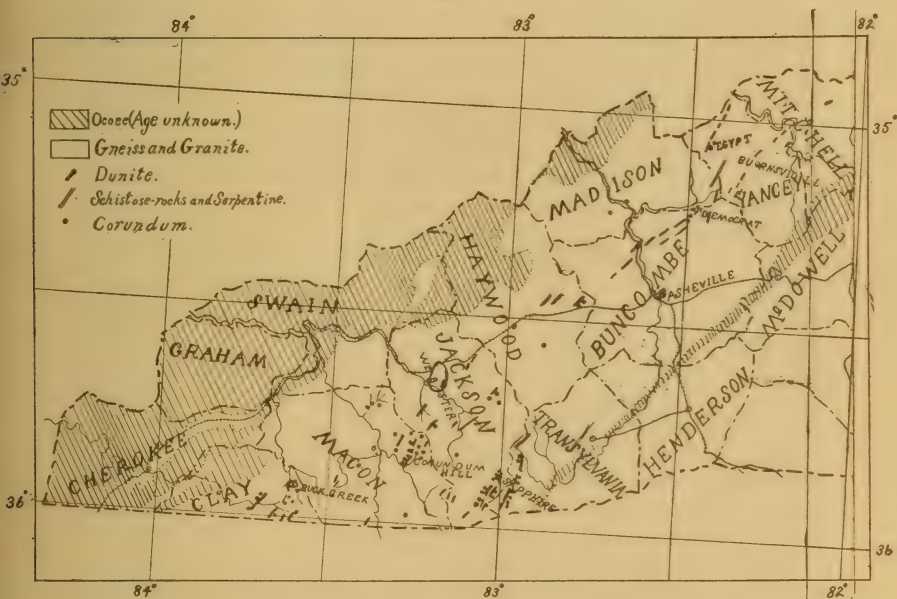 84°
83°
82°
35°
35°
Ocoee (Age unknown.)
Gneiss and Granite.
Dunite.
Schistose-rocks and Serpentine.
Corundum.
MITCHELL
EGYPT
BURNSVILLE
YANCEY
MADISON
DEMOCRAT
HAYWOOD
BUNCOMBE
ASHEVILLE
McDOWELL
SWAIN
GRAHAM
JACKSON
WEBSTER
CHEROKEE
MACON
CORUNDUM HILL
TRANSYLVANIA
HENDERSON
CLAY
BUCK CREEK
SAPPHIRE
36°
36
84°
83°
82°